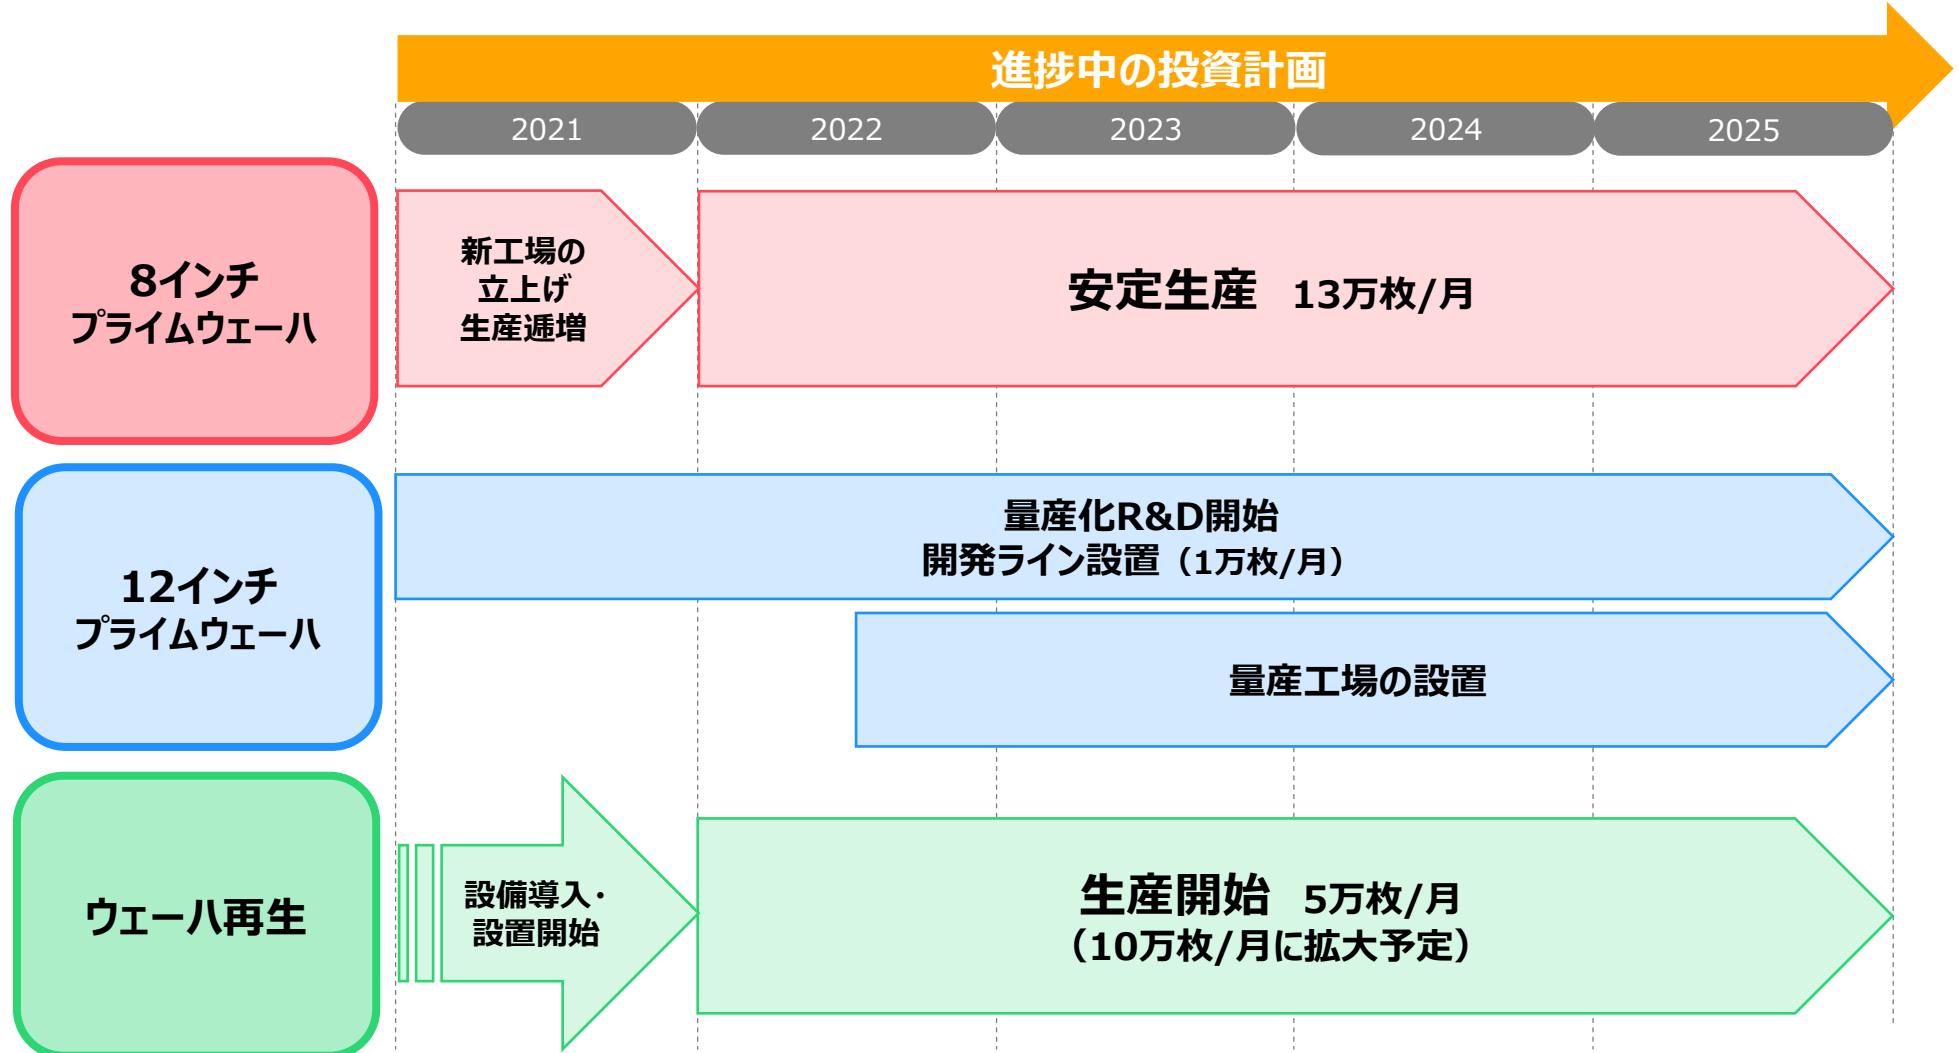 進捗中の投資計画
2021
2022
2023
2024
2025
8インチ
プライムウェーハ
新工場の
立上げ
生産逓増
安定生産 13万枚/月
12インチ
プライムウェーハ
量産化R&D開始
開発ライン設置（1万枚/月）
量産工場の設置
ウェーハ再生
設備導入・
設置開始
生産開始 5万枚/月
（10万枚/月に拡大予定）